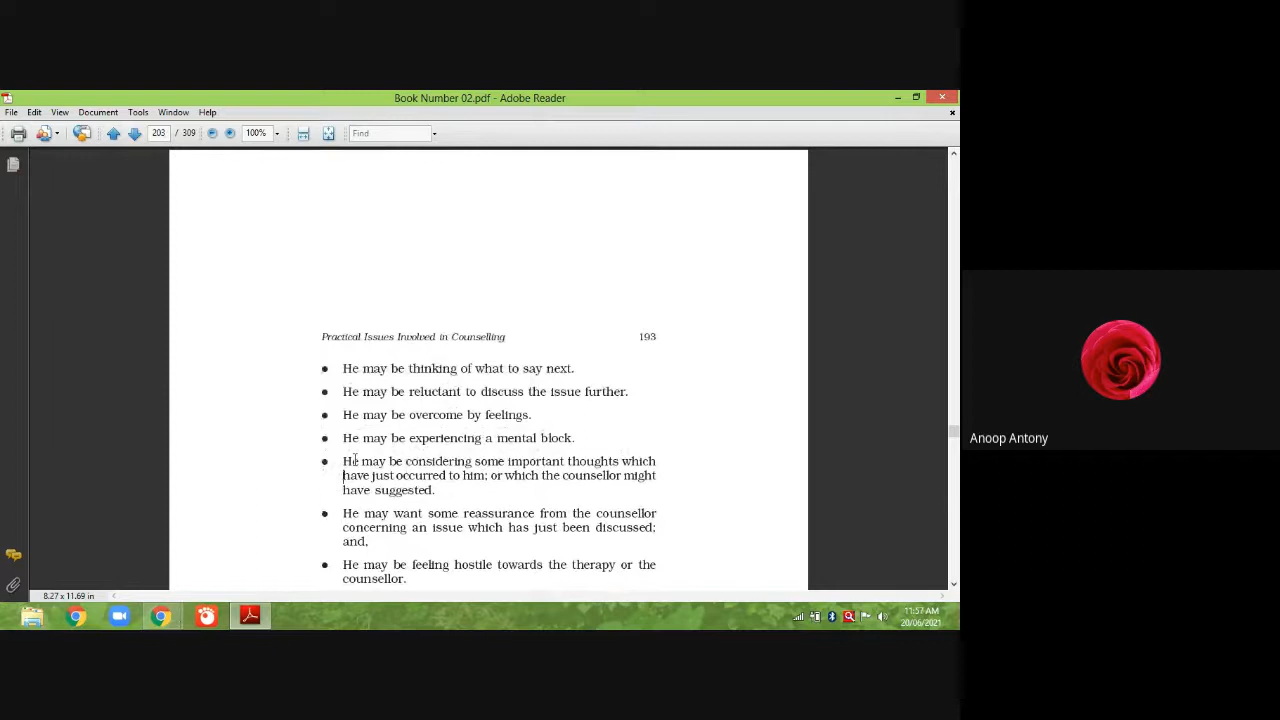 Book Number 02.pdf - Adobe Reader
File Edit View Document Tools Window Help
203 / 309 100% Find
Practical Issues Involved in Counselling 193
● He may be thinking of what to say next.
● He may be reluctant to discuss the issue further.
● He may be overcome by feelings.
● He may be experiencing a mental block.
● He may be considering some important thoughts which
have just occurred to him; or which the counsellor might
have suggested.
● He may want some reassurance from the counsellor
concerning an issue which has just been discussed;
and,
● He may be feeling hostile towards the therapy or the
counsellor.
Anoop Antony
8.27 x 11.69 in
11:57 AM
20/06/2021